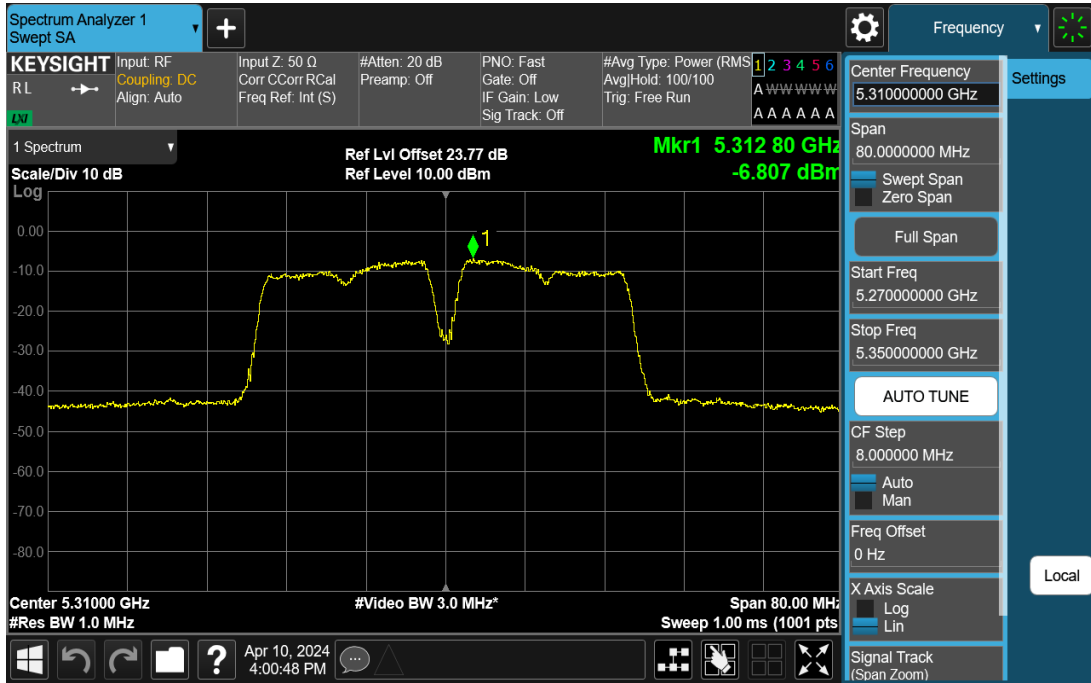 Spectrum Analyzer 1
Swept SA
+
Frequency
KEYSIGHT
R L
LXI
Input: RF
Coupling: DC
Align: Auto
Input Z: 50 Ω
Corr CCorr RCal
Freq Ref: Int (S)
#Atten: 20 dB
Preamp: Off
PNO: Fast
Gate: Off
IF Gain: Low
Sig Track: Off
#Avg Type: Power (RMS
Avg|Hold: 100/100
Trig: Free Run
1 2 3 4 5 6
A W W W W W
A A A A A A
1 Spectrum
Scale/Div 10 dB
Log
Ref Lvl Offset 23.77 dB
Ref Level 10.00 dBm
Mkr1 5.312 80 GHz
-6.807 dBm
1
0.00
-10.0
-20.0
-30.0
-40.0
-50.0
-60.0
-70.0
-80.0
Center 5.31000 GHz
#Res BW 1.0 MHz
#Video BW 3.0 MHz*
Span 80.00 MHz
Sweep 1.00 ms (1001 pts
Apr 10, 2024
4:00:48 PM
?
...
Center Frequency
5.310000000 GHz
Span
80.0000000 MHz
Swept Span
Zero Span
Full Span
Start Freq
5.270000000 GHz
Stop Freq
5.350000000 GHz
AUTO TUNE
CF Step
8.000000 MHz
Auto
Man
Freq Offset
0 Hz
X Axis Scale
Log
Lin
Signal Track
(Span Zoom)
Settings
Local